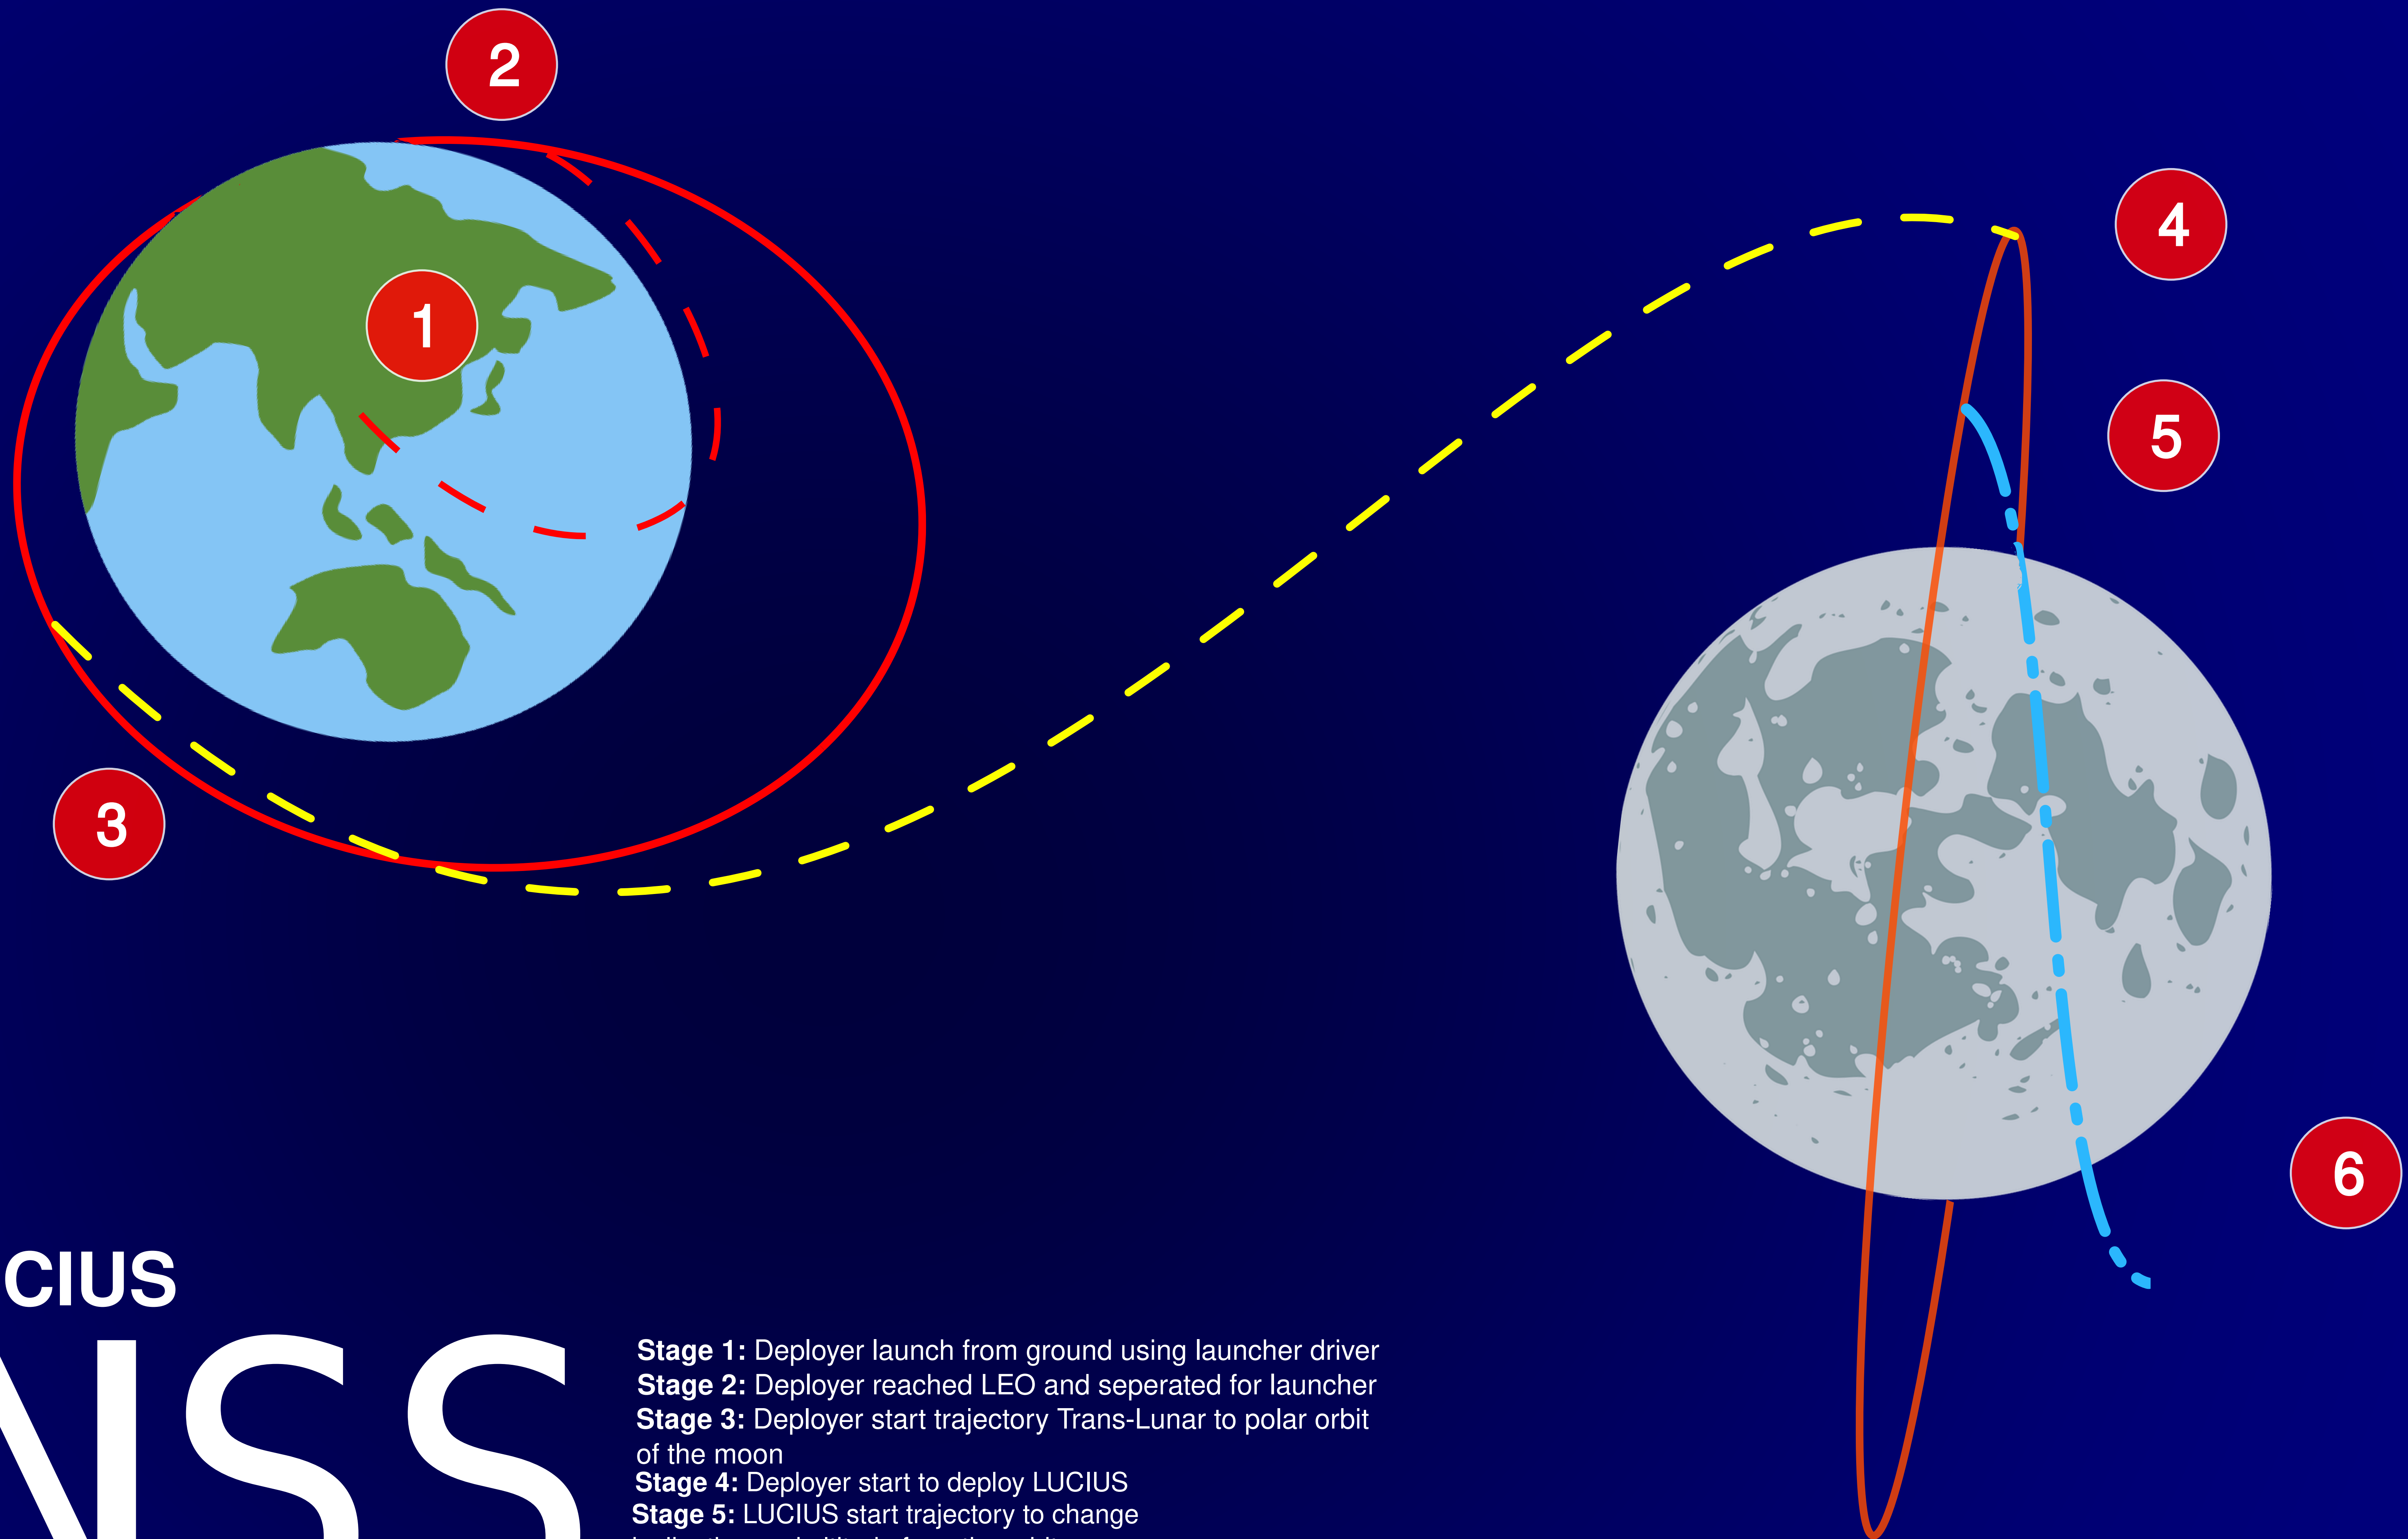 2
4
1
5
3
6
CIUS
NSS
Stage 1: Deployer launch from ground using launcher driver
Stage 2: Deployer reached LEO and seperated for launcher
Stage 3: Deployer start trajectory Trans-Lunar to polar orbit
of the moon
Stage 4: Deployer start to deploy LUCIUS
Stage 5: LUCIUS start trajectory to change